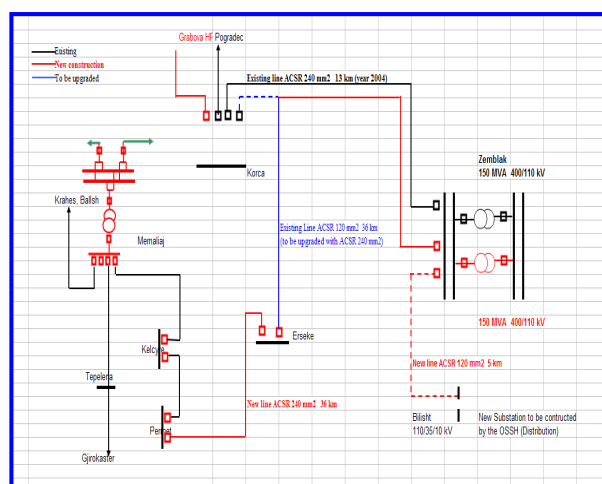 Grabova HF Pogradec
Existing
New construction
To be upgraded
Existing line ACSR 240 mm2 13 km (year 2004)
Zemblak
150 MVA 400/110 kV
Korca
Krahes, Ballsh
Memaliaj
Existing Line ACSR 120 mm2 36 km
(to be upgraded with ACSR 240 mm2)
150 MVA 400/110 kV
Erseke
Kelcyre
New line ACSR 120 mm2 5 km
Tepelena
New line ACSR 240 mm2 36 km
Bilisht
110/35/10 kV
New Substation to be contructed
by the OSSH (Distribution)
Permet
Gjirokaster